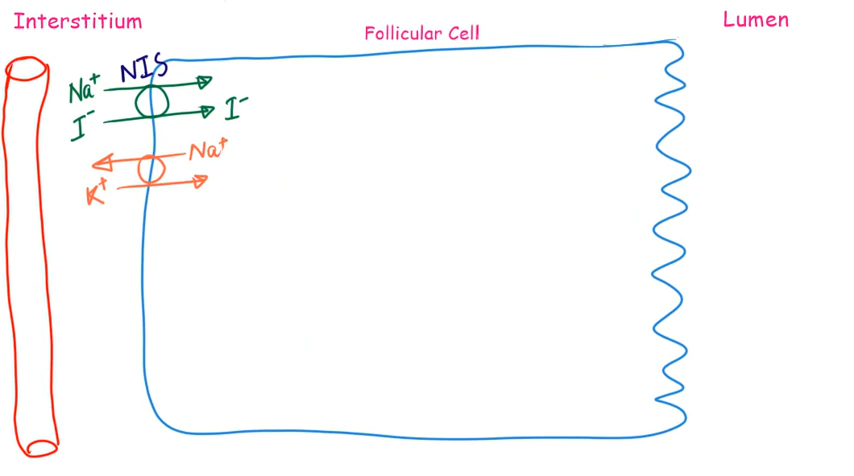 Interstitium
Follicular Cell
Lumen
NIS
Na⁺
I⁻
I⁻
Na⁺
K⁺